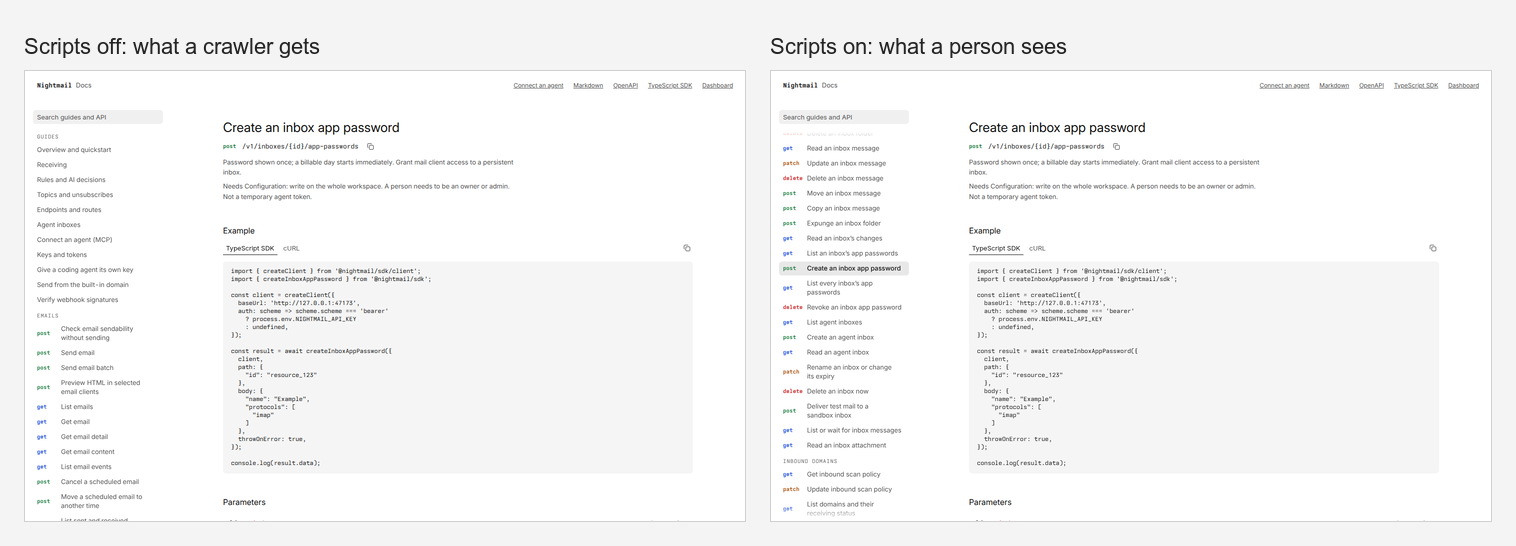 Scripts off: what a crawler gets
Nightmail Docs
Connect an agent Markdown OpenAPI TypeScript SDK Dashboard
Search guides and API
GUIDES
Overview and quickstart
Receiving
Rules and AI decisions
Topics and unsubscribes
Endpoints and routes
Agent inboxes
Connect an agent (MCP)
Keys and tokens
Give a coding agent its own key
Send from the built-in domain
Verify webhook signatures
EMAILS
post Check email sendability
without sending
post Send email
post Send email batch
post Preview HTML in selected
email clients
get List emails
get Get email
get Get email detail
get Get email content
get List email events
post Cancel a scheduled email
post Move a scheduled email to
another time
List sent and received
Create an inbox app password
post /v1/inboxes/{id}/app-passwords
Password shown once; a billable day starts immediately. Grant mail client access to a persistent
inbox.
Needs Configuration: write on the whole workspace. A person needs to be an owner or admin.
Not a temporary agent token.
Example
TypeScript SDK cURL
import { createClient } from '@nightmail/sdk/client';
import { createInboxAppPassword } from '@nightmail/sdk';
const client = createClient({
baseUrl: 'http://127.0.0.1:47173',
auth: scheme => scheme.scheme === 'bearer'
? process.env.NIGHTMAIL_API_KEY
: undefined,
});
const result = await createInboxAppPassword({
client,
path: {
"id": "resource_123"
},
body: {
"name": "Example",
"protocols": [
"imap"
]
},
throwOnError: true,
});
console.log(result.data);
Parameters
Scripts on: what a person sees
Nightmail Docs
Connect an agent Markdown OpenAPI TypeScript SDK Dashboard
Search guides and API
get Read an inbox message
patch Update an inbox message
delete Delete an inbox message
post Move an inbox message
post Copy an inbox message
post Expunge an inbox folder
get Read an inbox's changes
get List an inbox's app passwords
post Create an inbox app password
get List every inbox's app
passwords
delete Revoke an inbox app password
get List agent inboxes
post Create an agent inbox
get Read an agent inbox
patch Rename an inbox or change
its expiry
delete Delete an inbox now
post Deliver test mail to a
sandbox inbox
get List or wait for inbox messages
get Read an inbox attachment
INBOUND DOMAINS
get Get inbound scan policy
patch Update inbound scan policy
get List domains and their
receiving status
Create an inbox app password
post /v1/inboxes/{id}/app-passwords
Password shown once; a billable day starts immediately. Grant mail client access to a persistent
inbox.
Needs Configuration: write on the whole workspace. A person needs to be an owner or admin.
Not a temporary agent token.
Example
TypeScript SDK cURL
import { createClient } from '@nightmail/sdk/client';
import { createInboxAppPassword } from '@nightmail/sdk';
const client = createClient({
baseUrl: 'http://127.0.0.1:47173',
auth: scheme => scheme.scheme === 'bearer'
? process.env.NIGHTMAIL_API_KEY
: undefined,
});
const result = await createInboxAppPassword({
client,
path: {
"id": "resource_123"
},
body: {
"name": "Example",
"protocols": [
"imap"
]
},
throwOnError: true,
});
console.log(result.data);
Parameters